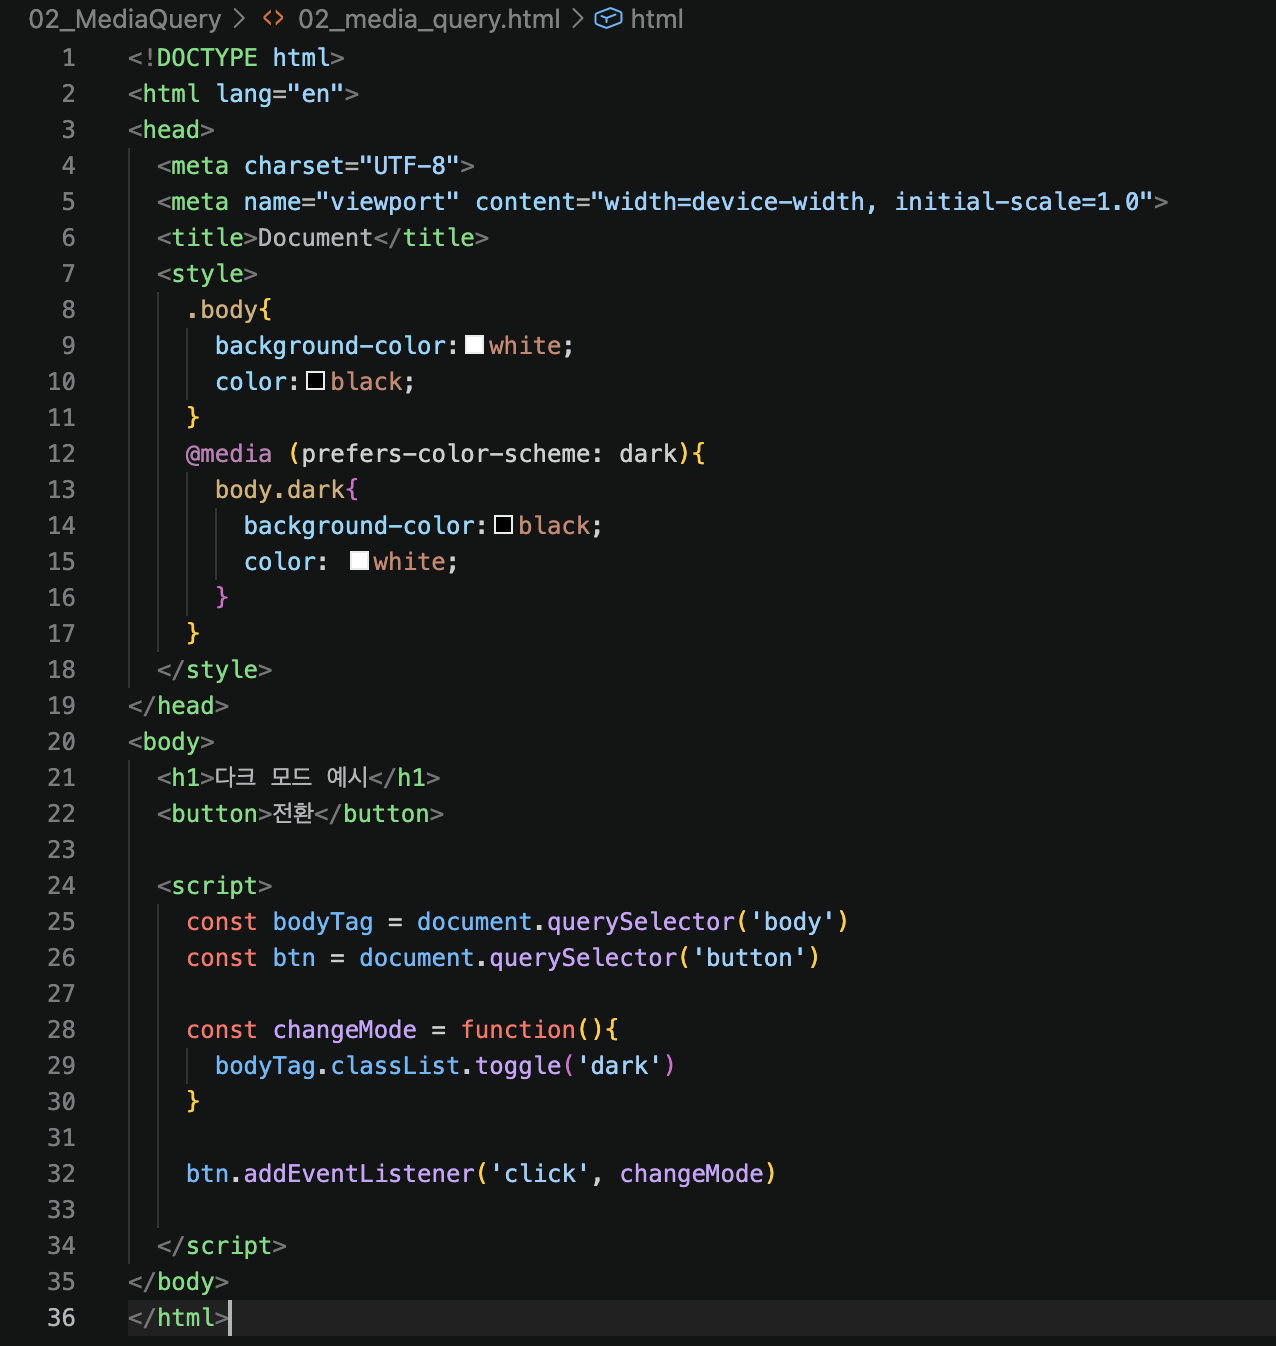 02_MediaQuery > <> 02_media_query.html > html
1 <!DOCTYPE html>
2 <html lang="en">
3 <head>
4   <meta charset="UTF-8">
5   <meta name="viewport" content="width=device-width, initial-scale=1.0">
6   <title>Document</title>
7   <style>
8     .body{
9       background-color:white;
10       color:black;
11     }
12     @media (prefers-color-scheme: dark){
13       body.dark{
14         background-color:black;
15         color: white;
16       }
17     }
18   </style>
19 </head>
20 <body>
21   <h1>다크 모드 예시</h1>
22   <button>전환</button>
23
24   <script>
25     const bodyTag = document.querySelector('body')
26     const btn = document.querySelector('button')
27
28     const changeMode = function(){
29       bodyTag.classList.toggle('dark')
30     }
31
32     btn.addEventListener('click', changeMode)
33
34   </script>
35 </body>
36 </html>